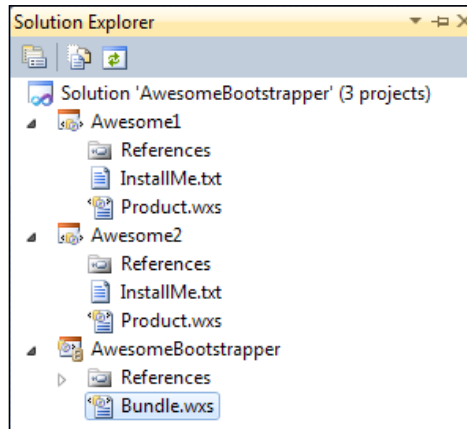 Solution Explorer
Solution 'AwesomeBootstrapper' (3 projects)
Awesome1
References
InstallMe.txt
Product.wxs
Awesome2
References
InstallMe.txt
Product.wxs
AwesomeBootstrapper
References
Bundle.wxs